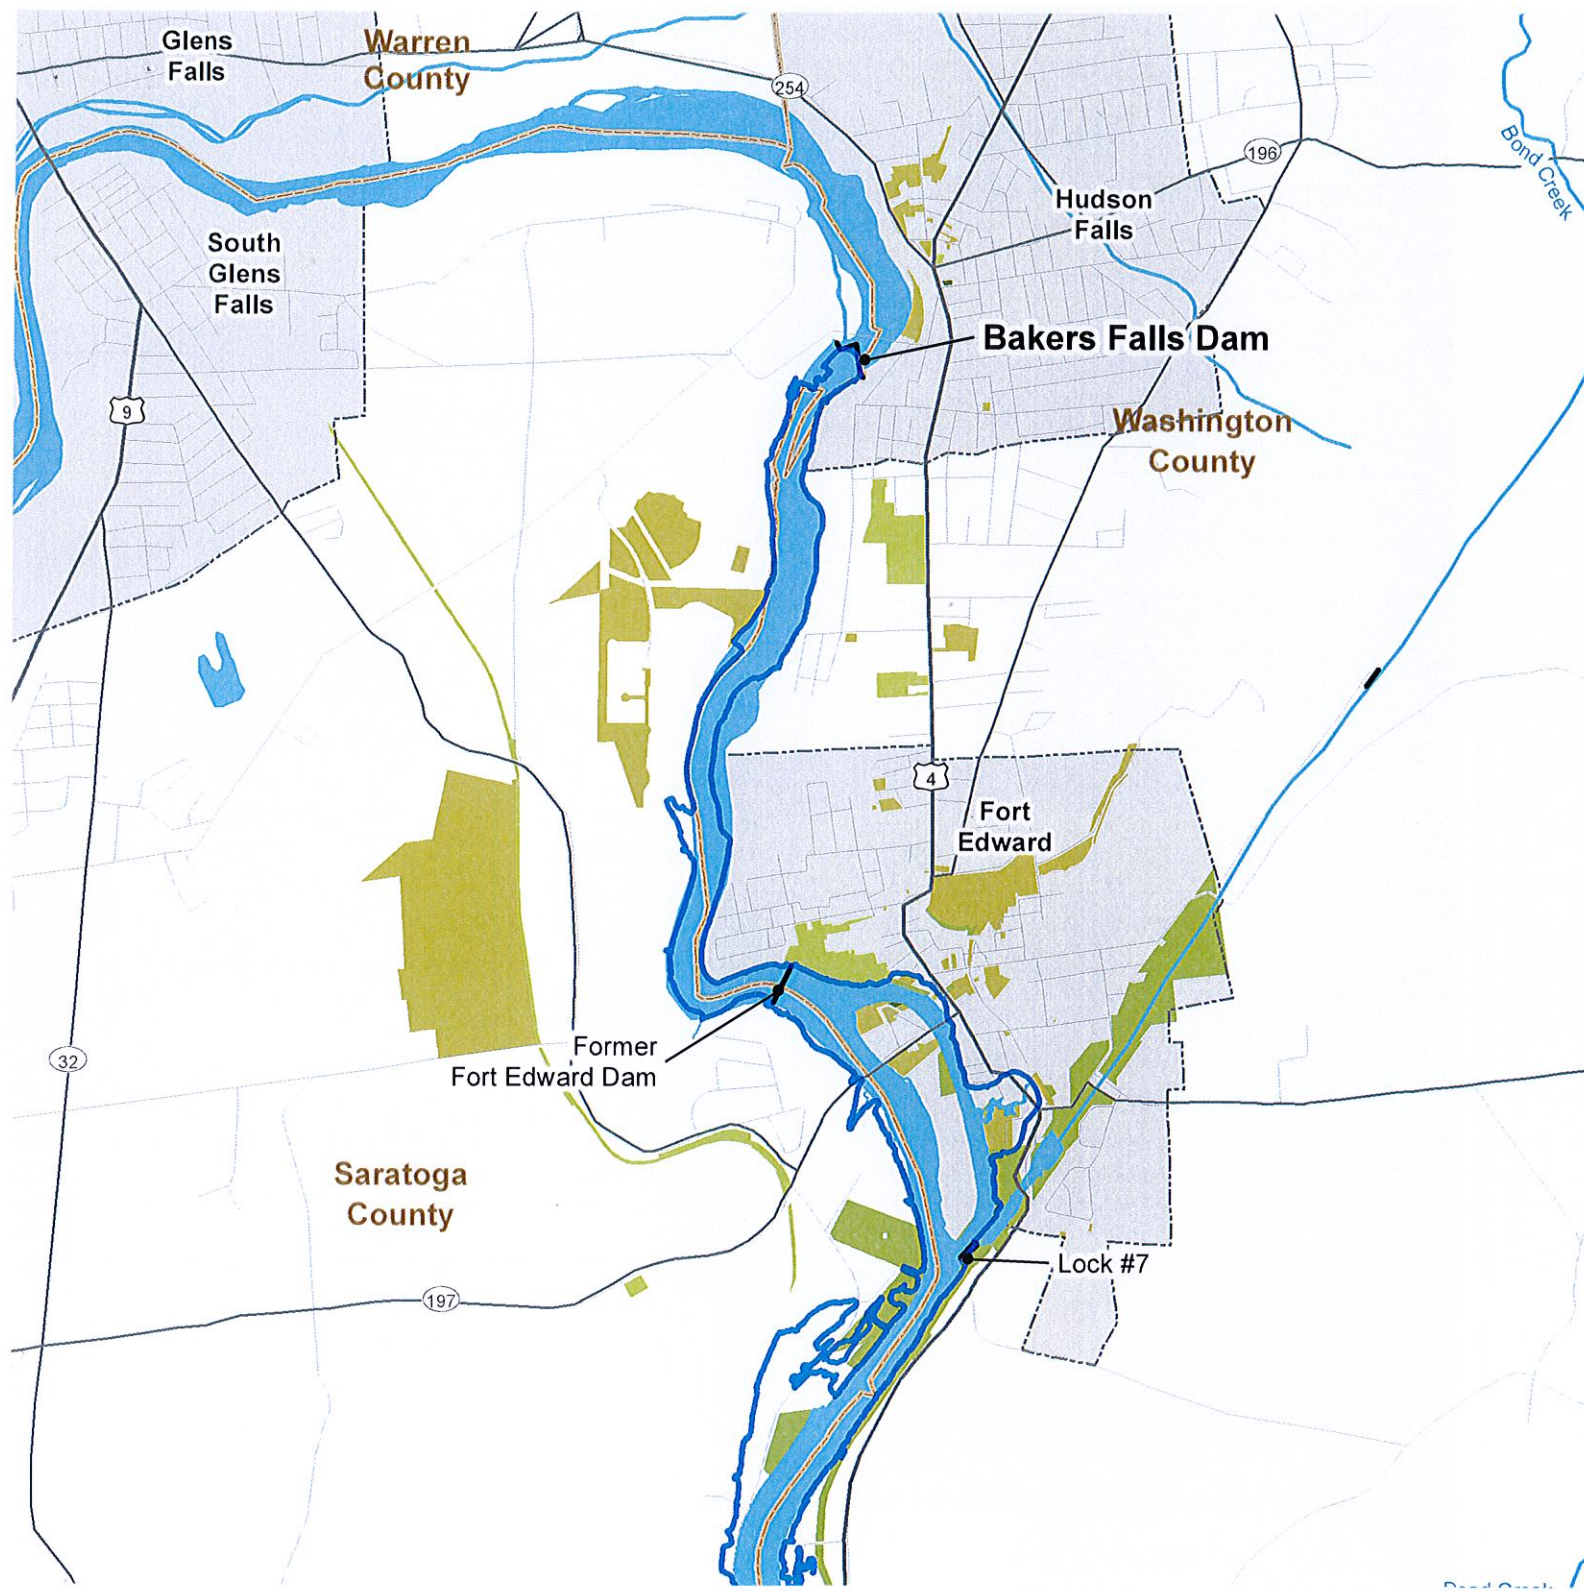 Glens
Falls
Warren
County
254
196
Bond Creek
Hudson
Falls
South
Glens
Falls
Bakers Falls Dam
9
Washington
County
4
Fort
Edward
Former
Fort Edward Dam
32
Saratoga
County
Lock #7
197